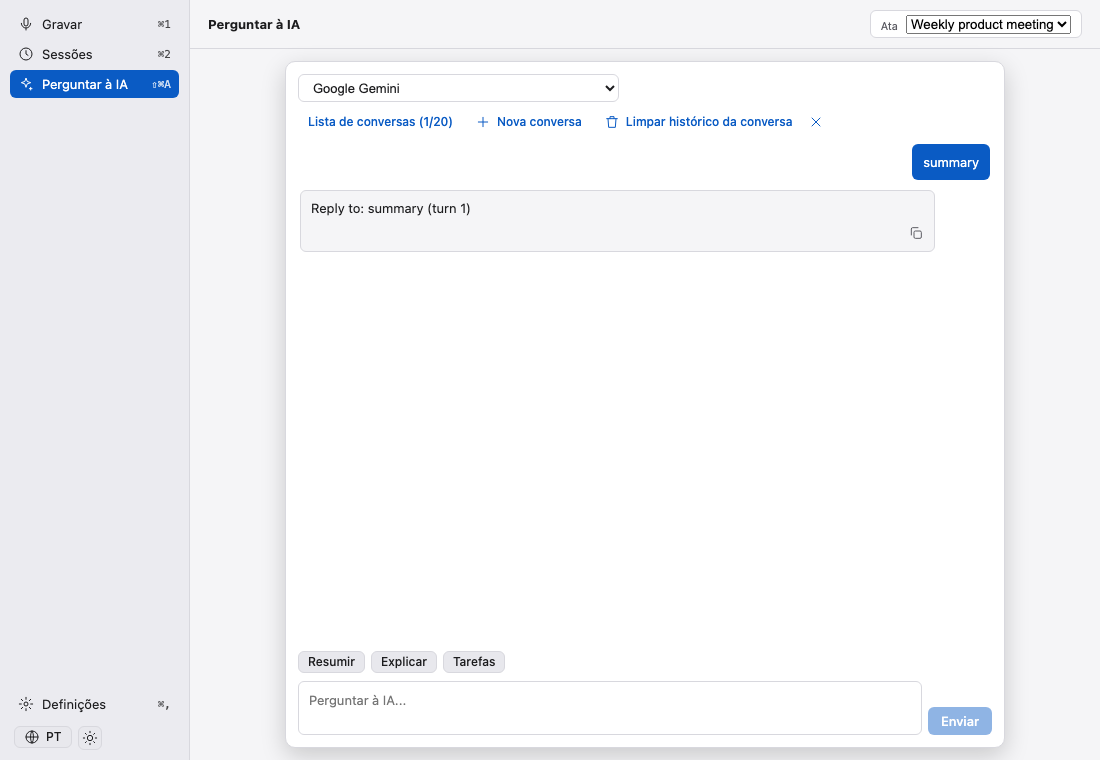 Gravar ⌘1
Sessões ⌘2
Perguntar à IA ⇧⌘A
Perguntar à IA
Ata Weekly product meeting
Google Gemini
Lista de conversas (1/20) Nova conversa Limpar histórico da conversa
summary
Reply to: summary (turn 1)
Resumir Explicar Tarefas
Perguntar à IA...
Enviar
Definições ⌘,
PT